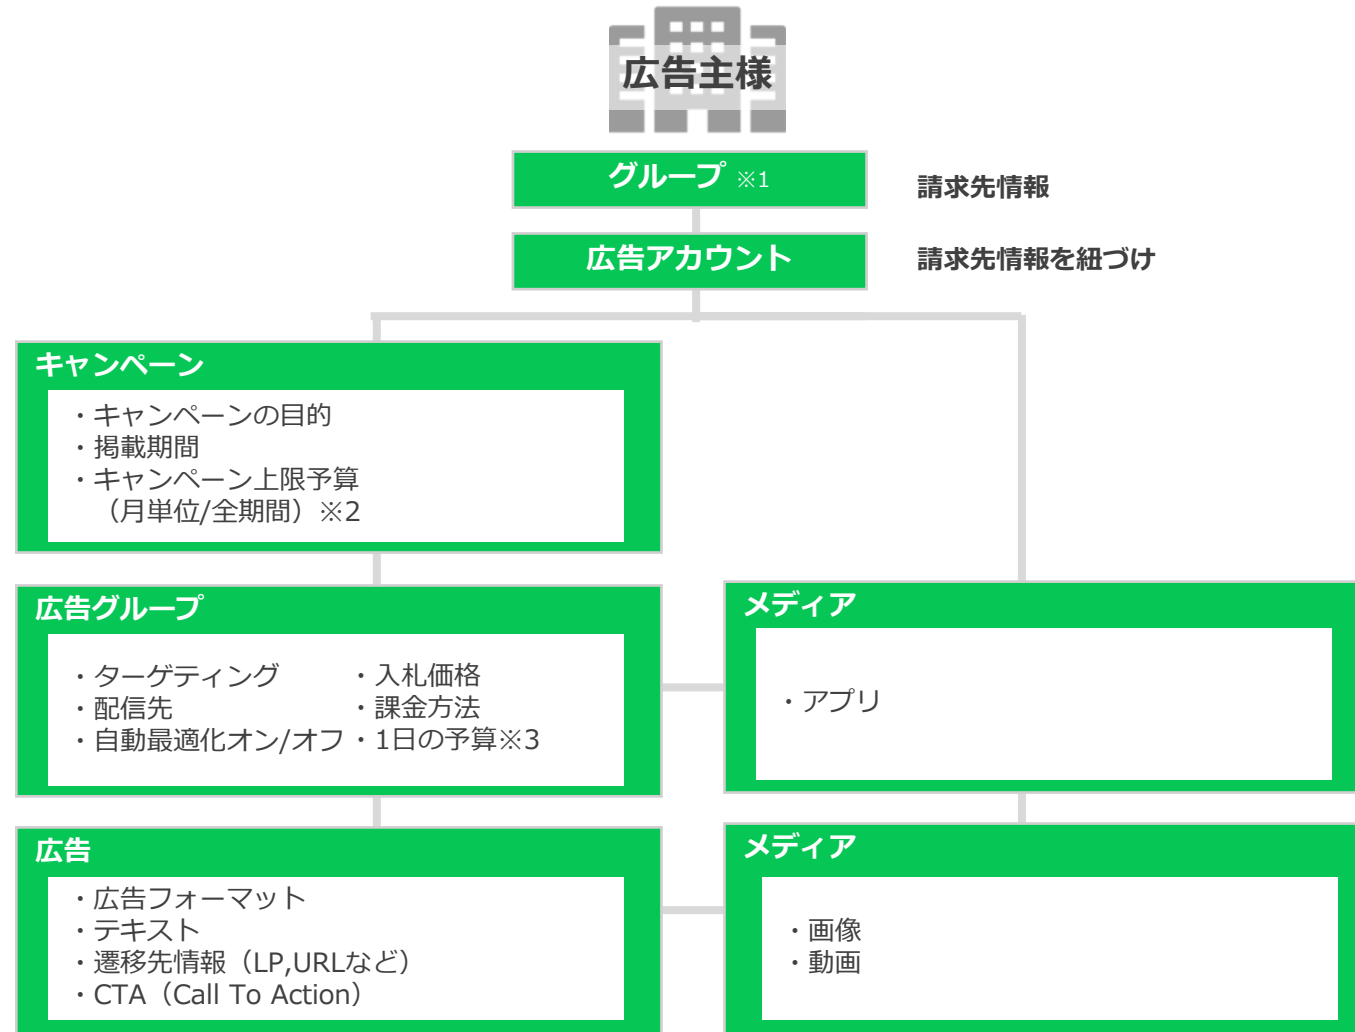 広告主様
グループ ※1
請求先情報
広告アカウント
請求先情報を紐づけ
キャンペーン
・キャンペーンの目的
・掲載期間
・キャンペーン上限予算
（月単位/全期間）※2
広告グループ
・ターゲティング
・配信先
・自動最適化オン/オフ
・入札価格
・課金方法
・1日の予算※3
メディア
・アプリ
広告
・広告フォーマット
・テキスト
・遷移先情報（LP,URLなど）
・CTA（Call To Action）
メディア
・画像
・動画